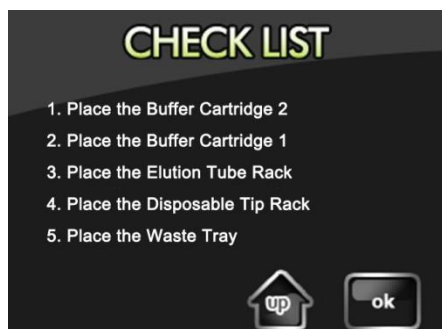 CHECK LIST
1. Place the Buffer Cartridge 2
2. Place the Buffer Cartridge 1
3. Place the Elution Tube Rack
4. Place the Disposable Tip Rack
5. Place the Waste Tray
up
ok